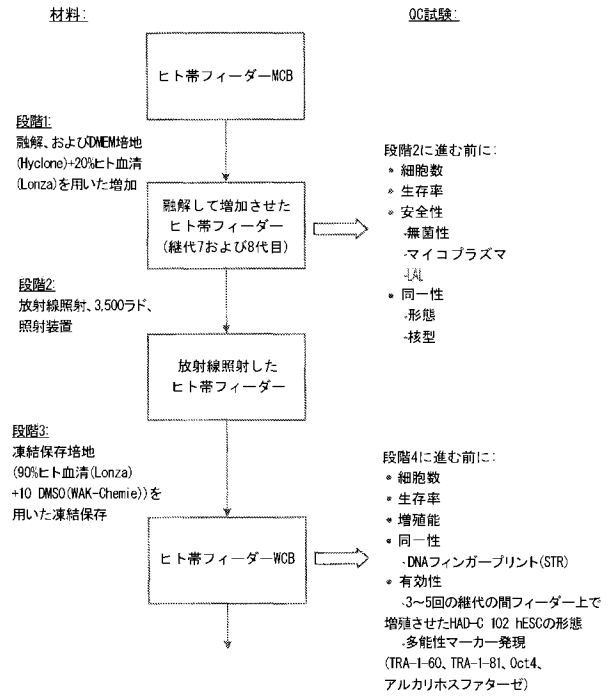 材料:
QC試験:
ヒト帯フィーダーMCB
段階1:
融解、およびDMEM培地
(Hyclone)+20%ヒト血清
(Lonza)を用いた増加
融解して増加させた
ヒト帯フィーダー
(継代7および8代目)
段階2に進む前に:
* 細胞数
* 生存率
* 安全性
-無菌性
-マイコプラズマ
-LAL
* 同一性
-形態
-核型
段階2:
放射線照射、3,500ラド、
照射装置
放射線照射した
ヒト帯フィーダー
段階3:
凍結保存培地
(90%ヒト血清(Lonza)
+10 DMSO(WAK-Chemie))を
用いた凍結保存
ヒト帯フィーダーWCB
段階4に進む前に:
* 細胞数
* 生存率
* 増殖能
* 同一性
-DNAフィンガープリント(STR)
* 有効性
-3～5回の継代の間フィーダー上で
増殖させたHAD-C 102 hESCの形態
-多能性マーカー発現
(TRA-1-60、TRA-1-81、Oct4、
アルカリホスファターゼ)